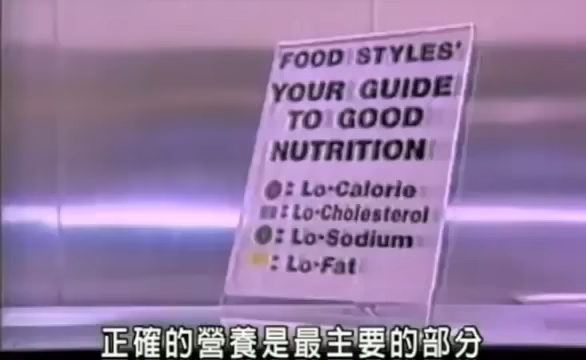 FOOD STYLES'
YOUR GUIDE
TO GOOD
NUTRITION
: Lo-Calorie
: Lo-Cholesterol
: Lo-Sodium
: Lo-Fat
正確的營養是最主要的部分